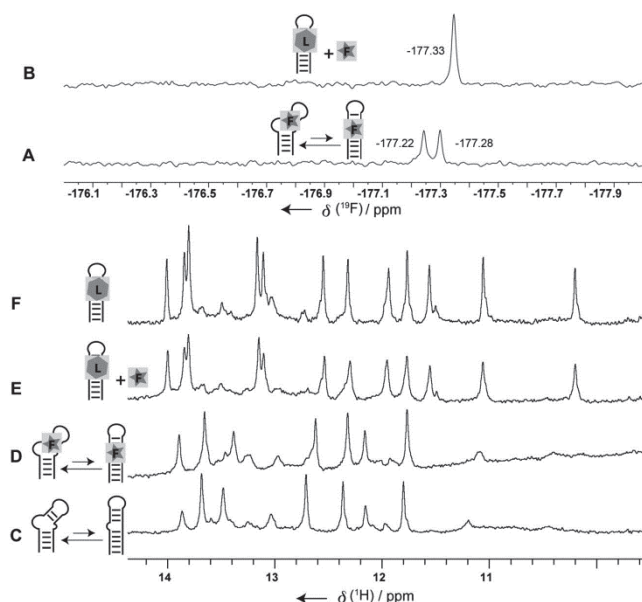 L
+
F
-177.33
B
F
F
-177.22
-177.28
A
-176.1 -176.3 -176.5 -176.6 -176.9 -177.1 -177.3 -177.5 -177.7 -177.9
← δ (¹⁹F) / ppm
F
L
E
L
+
F
D
F
F
C
14 13 12 11
← δ (¹H) / ppm